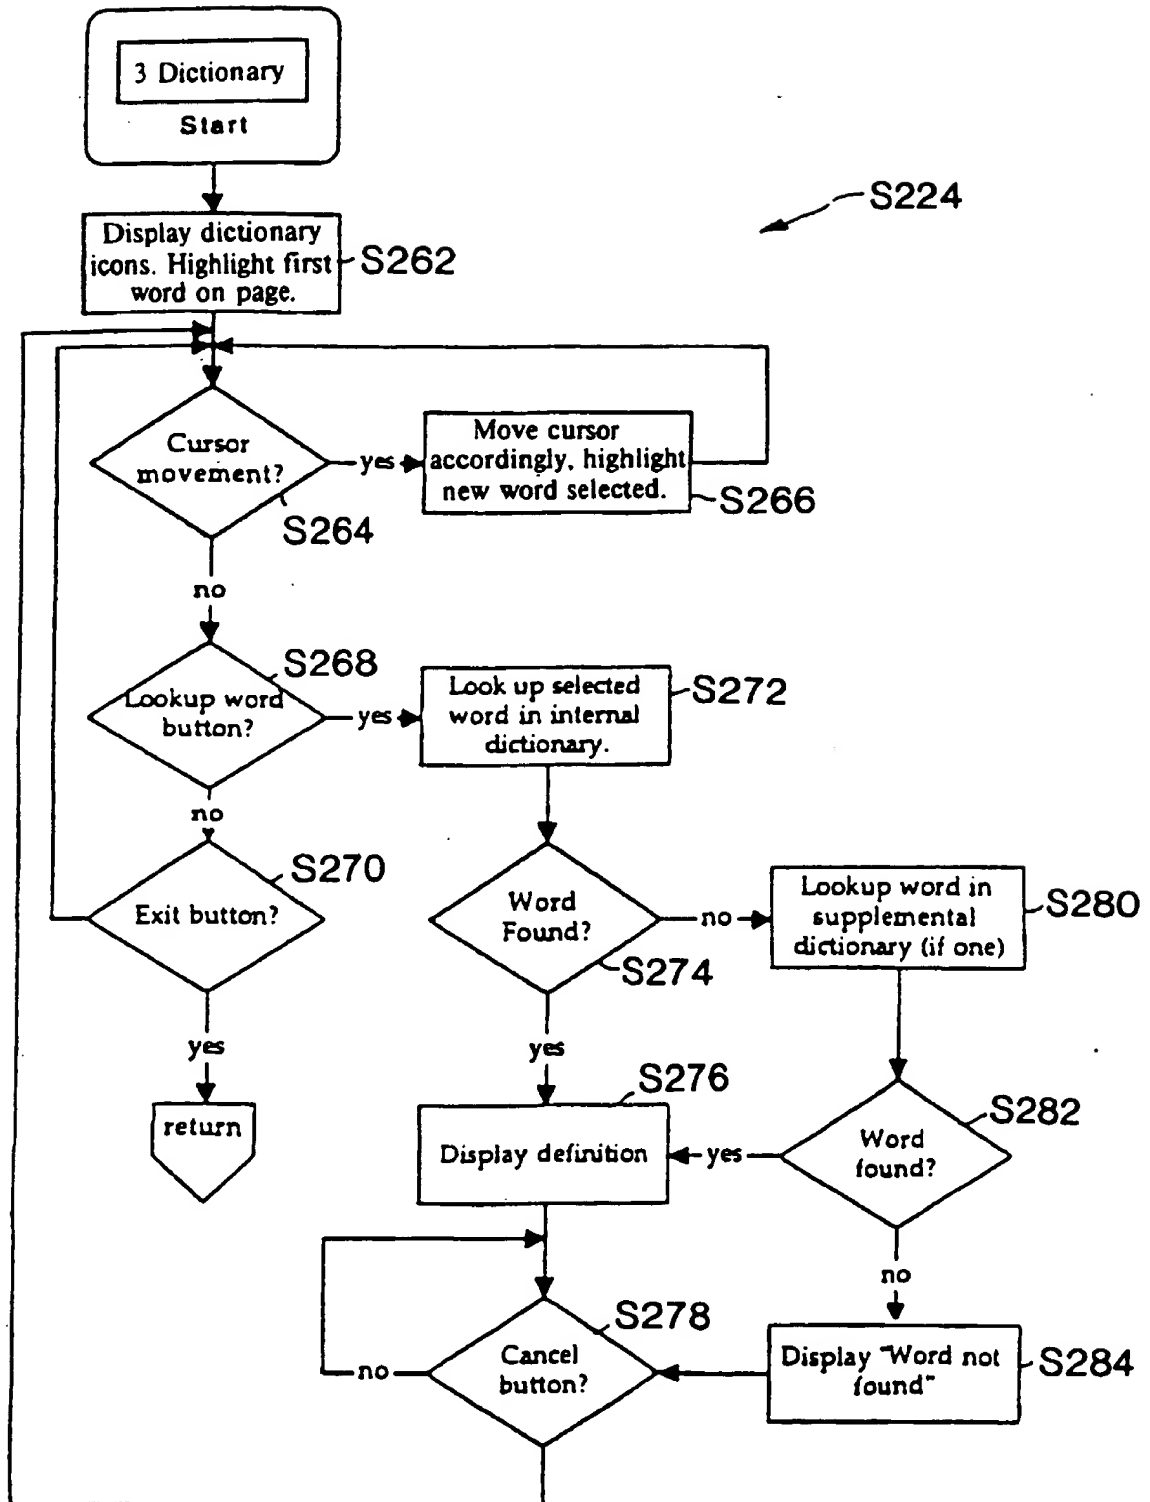 3 Dictionary
Start
S224
Display dictionary
icons. Highlight first
word on page.
S262
Cursor
movement?
S264
yes
Move cursor
accordingly, highlight
new word selected.
S266
no
Lookup word
button?
S268
yes
Look up selected
word in internal
dictionary.
S272
no
Exit button?
S270
Word
Found?
S274
no
Lookup word in
supplemental
dictionary (if one)
S280
yes
return
yes
Display definition
S276
yes
Word
found?
S282
no
Cancel
button?
S278
no
Display "Word not
found"
S284